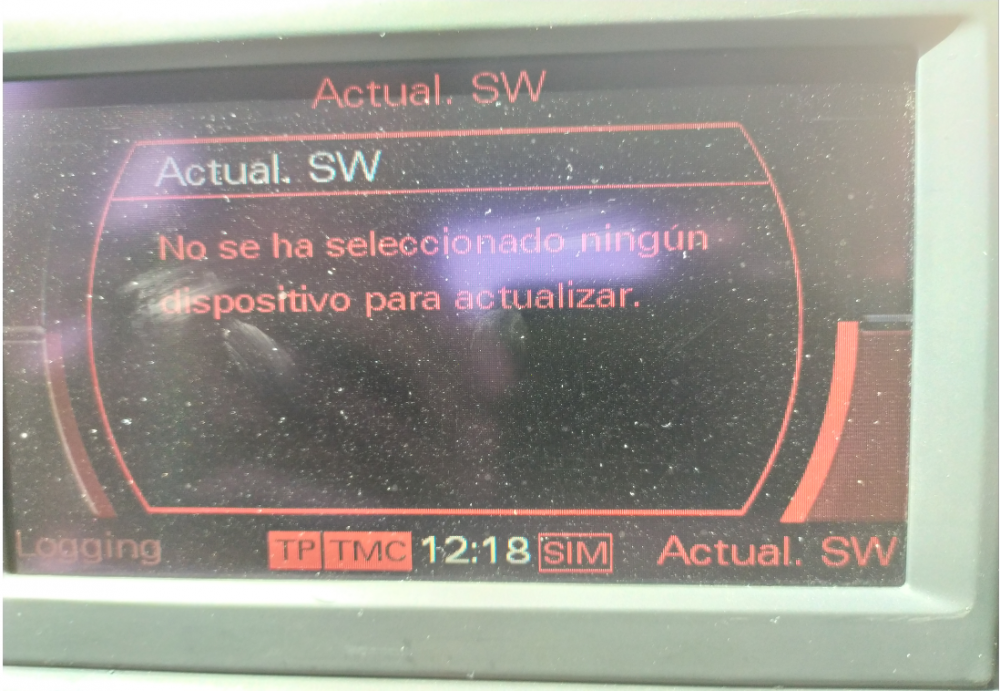 Actual. SW
Actual. SW
No se ha seleccionado ningún
dispositivo para actualizar.
Logging TP TMC 12:18 SIM Actual. SW